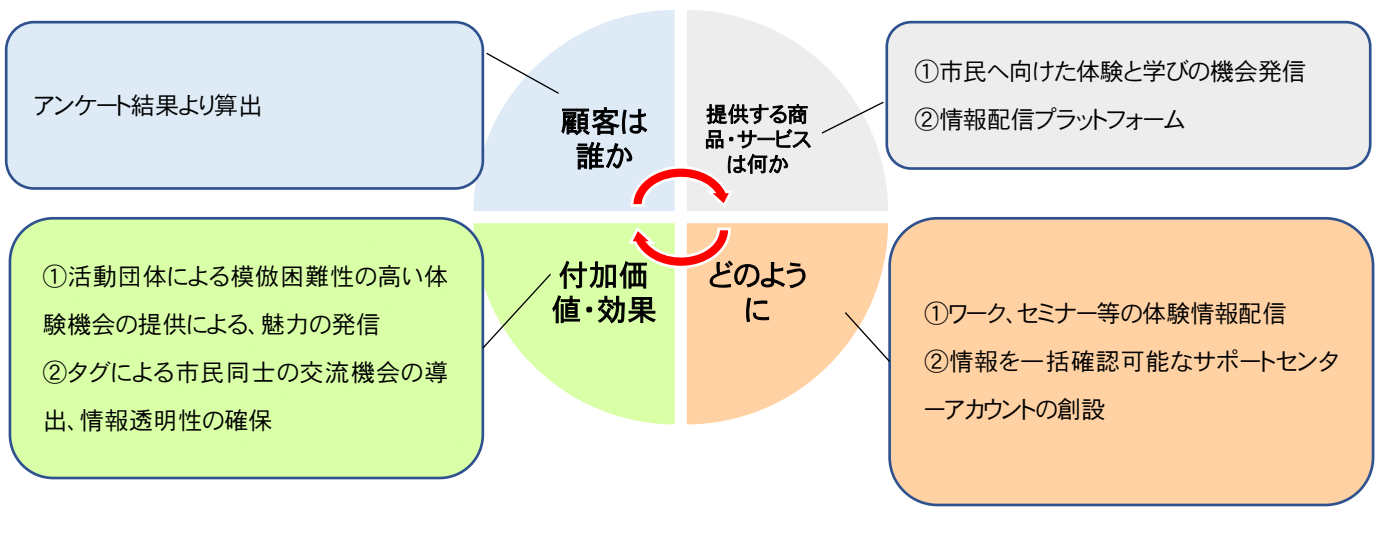 アンケート結果より算出
顧客は
誰か
提供する商
品・サービス
は何か
①市民へ向けた体験と学びの機会発信
②情報配信プラットフォーム
①活動団体による模倣困難性の高い体
験機会の提供による、魅力の発信
②タグによる市民同士の交流機会の導
出、情報透明性の確保
付加価
値・効果
どのよう
に
①ワーク、セミナー等の体験情報配信
②情報を一括確認可能なサポートセンタ
ーアカウントの創設